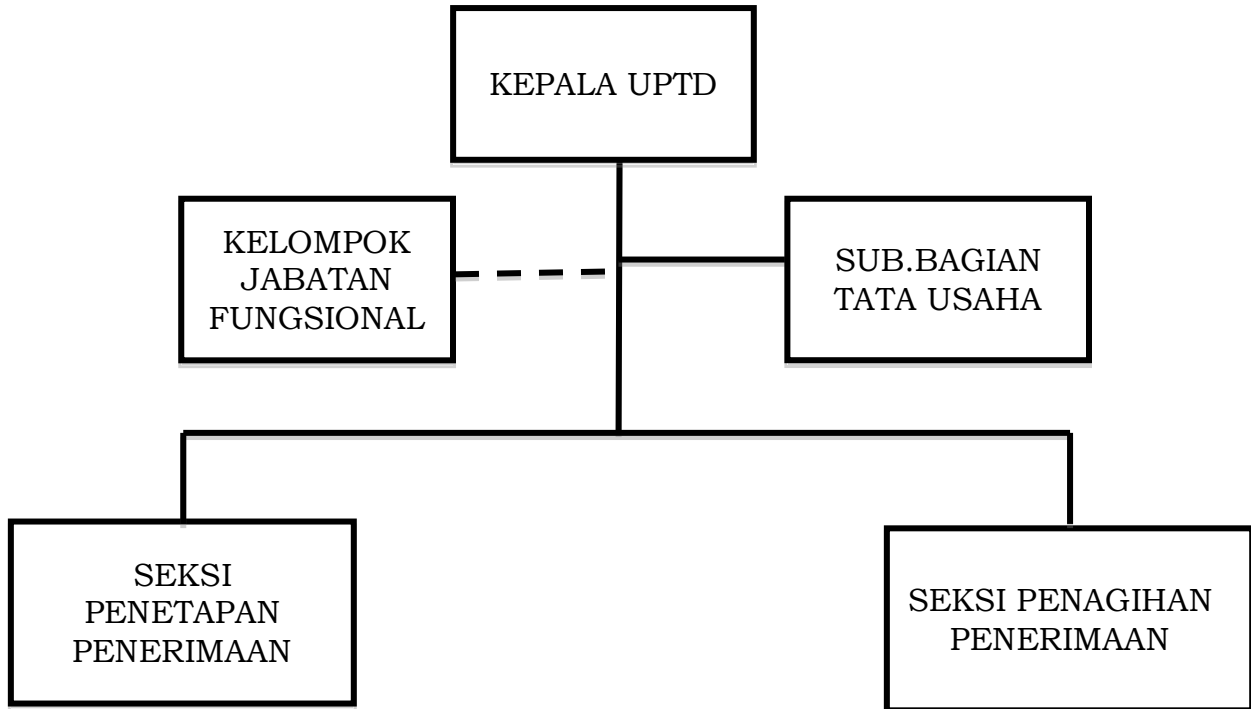 KEPALA UPTD
KELOMPOK
JABATAN
FUNGSIONAL
SUB.BAGIAN
TATA USAHA
SEKSI
PENETAPAN
PENERIMAAN
SEKSI PENAGIHAN
PENERIMAAN